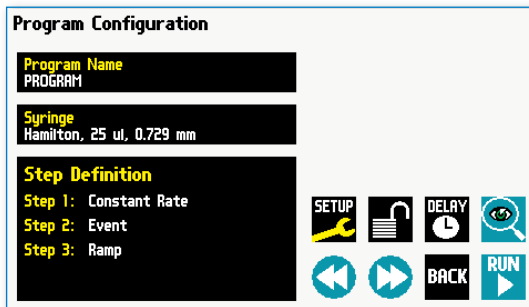 Program Configuration
Program Name
PROGRAM
Syringe
Hamilton, 25 ul, 0.729 mm
Step Definition
Step 1: Constant Rate
Step 2: Event
Step 3: Ramp
SETUP
DELAY
BACK
RUN